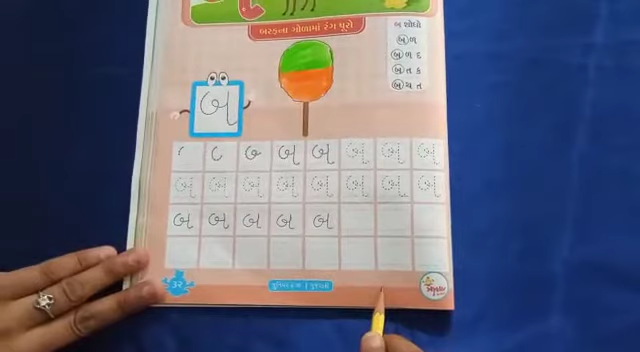 બરફના ગોળામાં રંગ પૂરો
બ શોધો
બ ળ
બ ળ દ
બ ત ક
બ ચ ત
બ
બ બ
બ બ બ
બ બ બ બ બ બ બ બ
બ બ બ બ બ
૩૨